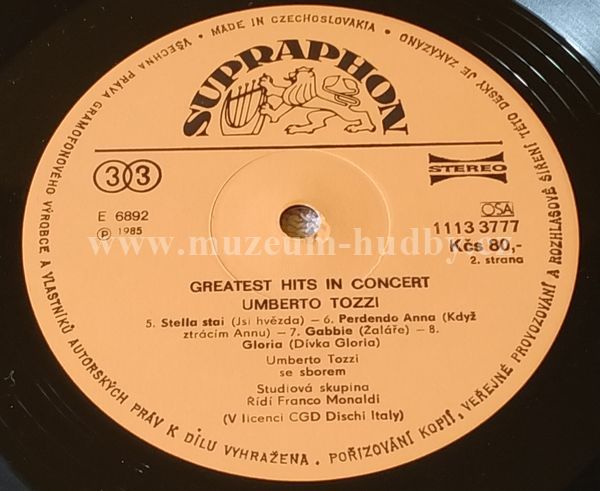 VŠECHNA PRÁVA GRAMOFONOVÉHO VÝROBCE A VLASTNÍKŮ AUTORSKÝCH PRÁV K DÍLU VYHRAŽENA. POŘIZOVÁNÍ KOPIÍ, VEŘEJNÉ PROVOZOVÁNÍ A ROZHLASOVÉ ŠÍŘENÍ TÉTO DESKY JE ZAKÁZÁNO • MADE IN CZECHOSLOVAKIA •
SUPRAPHON
33
STEREO
E 6892
℗ 1985
OSA
1113 3777
Kčs 80,-
2. strana
www.muzeum-hudby.
GREATEST HITS IN CONCERT
UMBERTO TOZZI
5. Stella stai (Jsi hvězda) – 6. Perdendo Anna (Když
ztrácím Annu) – 7. Gabbie (Žaláře) – 8.
Gloria (Dívka Gloria)
Umberto Tozzi
se sborem
Studiová skupina
Řídí Franco Monaldi
(V licenci CGD Dischi Italy)